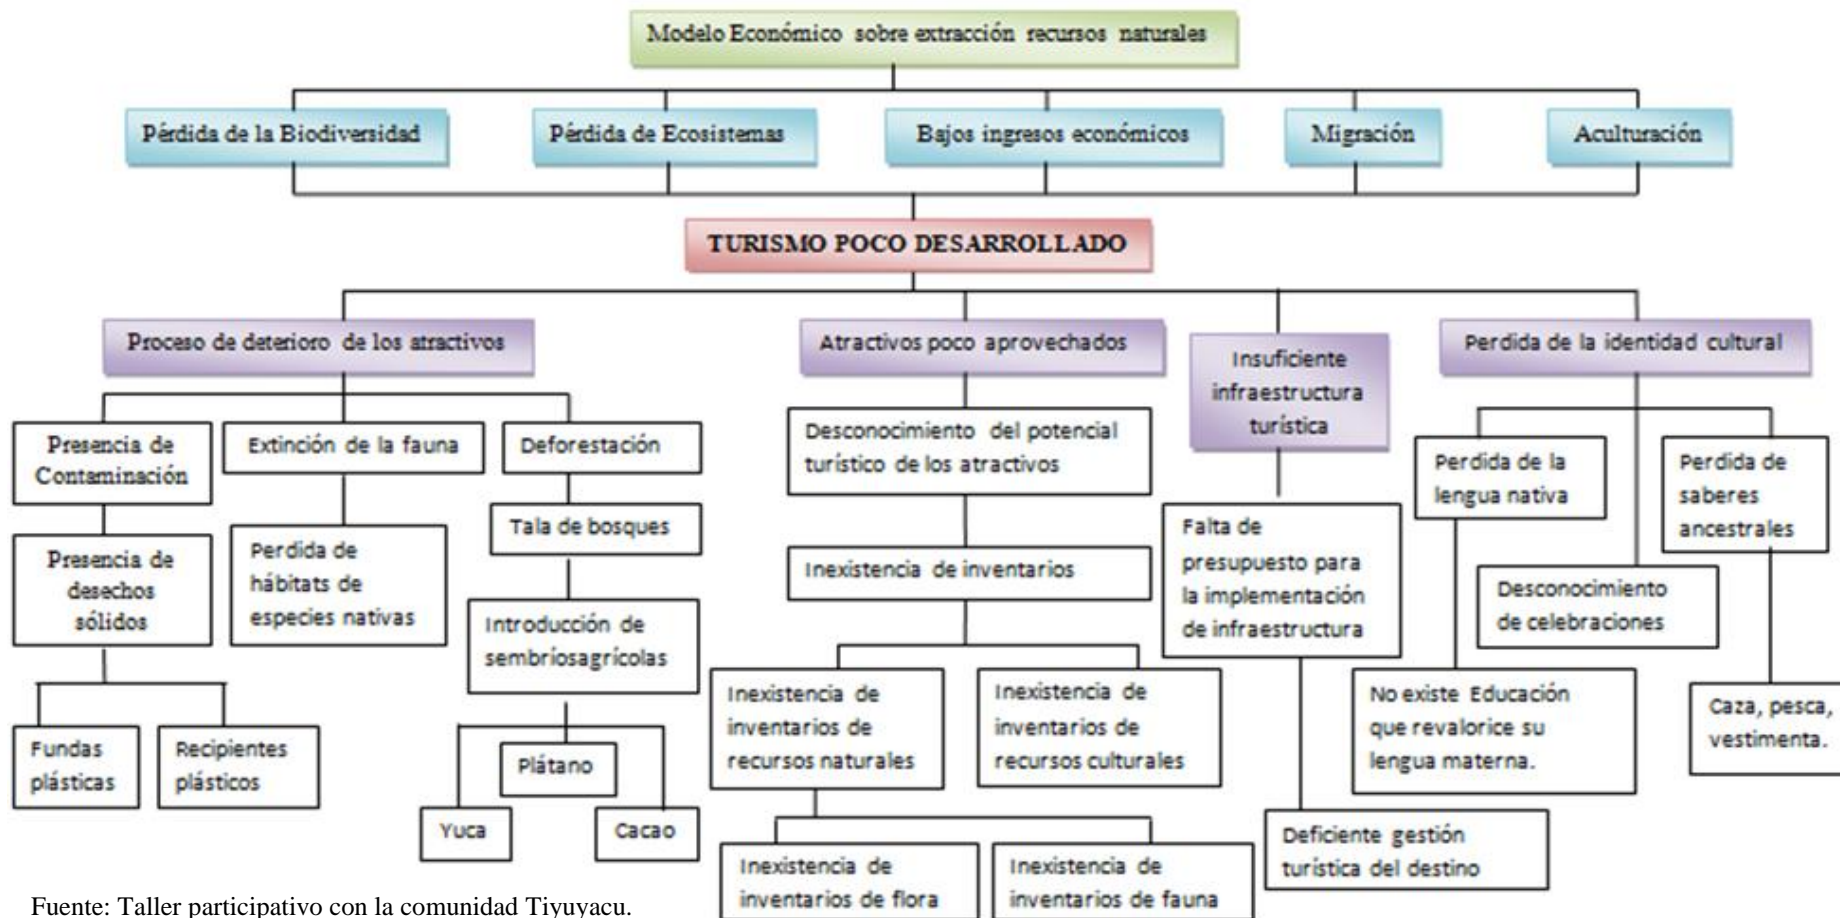 Modelo Económico sobre extracción recursos naturales
Pérdida de la Biodiversidad
Pérdida de Ecosistemas
Bajos ingresos económicos
Migración
Aculturación
TURISMO POCO DESARROLLADO
Proceso de deterioro de los atractivos
Atractivos poco aprovechados
Insuficiente
infraestructura
turística
Perdida de la identidad cultural
Presencia de
Contaminación
Extinción de la fauna
Deforestación
Desconocimiento del potencial
turístico de los atractivos
Perdida de la
lengua nativa
Perdida de
saberes
ancestrales
Presencia de
desechos
sólidos
Perdida de
hábitats de
especies nativas
Tala de bosques
Inexistencia de inventarios
Falta de
presupuesto para
la implementación
de infraestructura
Desconocimiento
de celebraciones
Introducción de
sembríosagrícolas
Fundas
plásticas
Recipientes
plásticos
Plátano
Yuca
Cacao
Inexistencia de
inventarios de
recursos naturales
Inexistencia de
inventarios de
recursos culturales
No existe Educación
que revalorice su
lengua materna.
Caza, pesca,
vestimenta.
Inexistencia de
inventarios de flora
Inexistencia de
inventarios de fauna
Deficiente gestión
turística del destino
Fuente: Taller participativo con la comunidad Tiyuyacu.